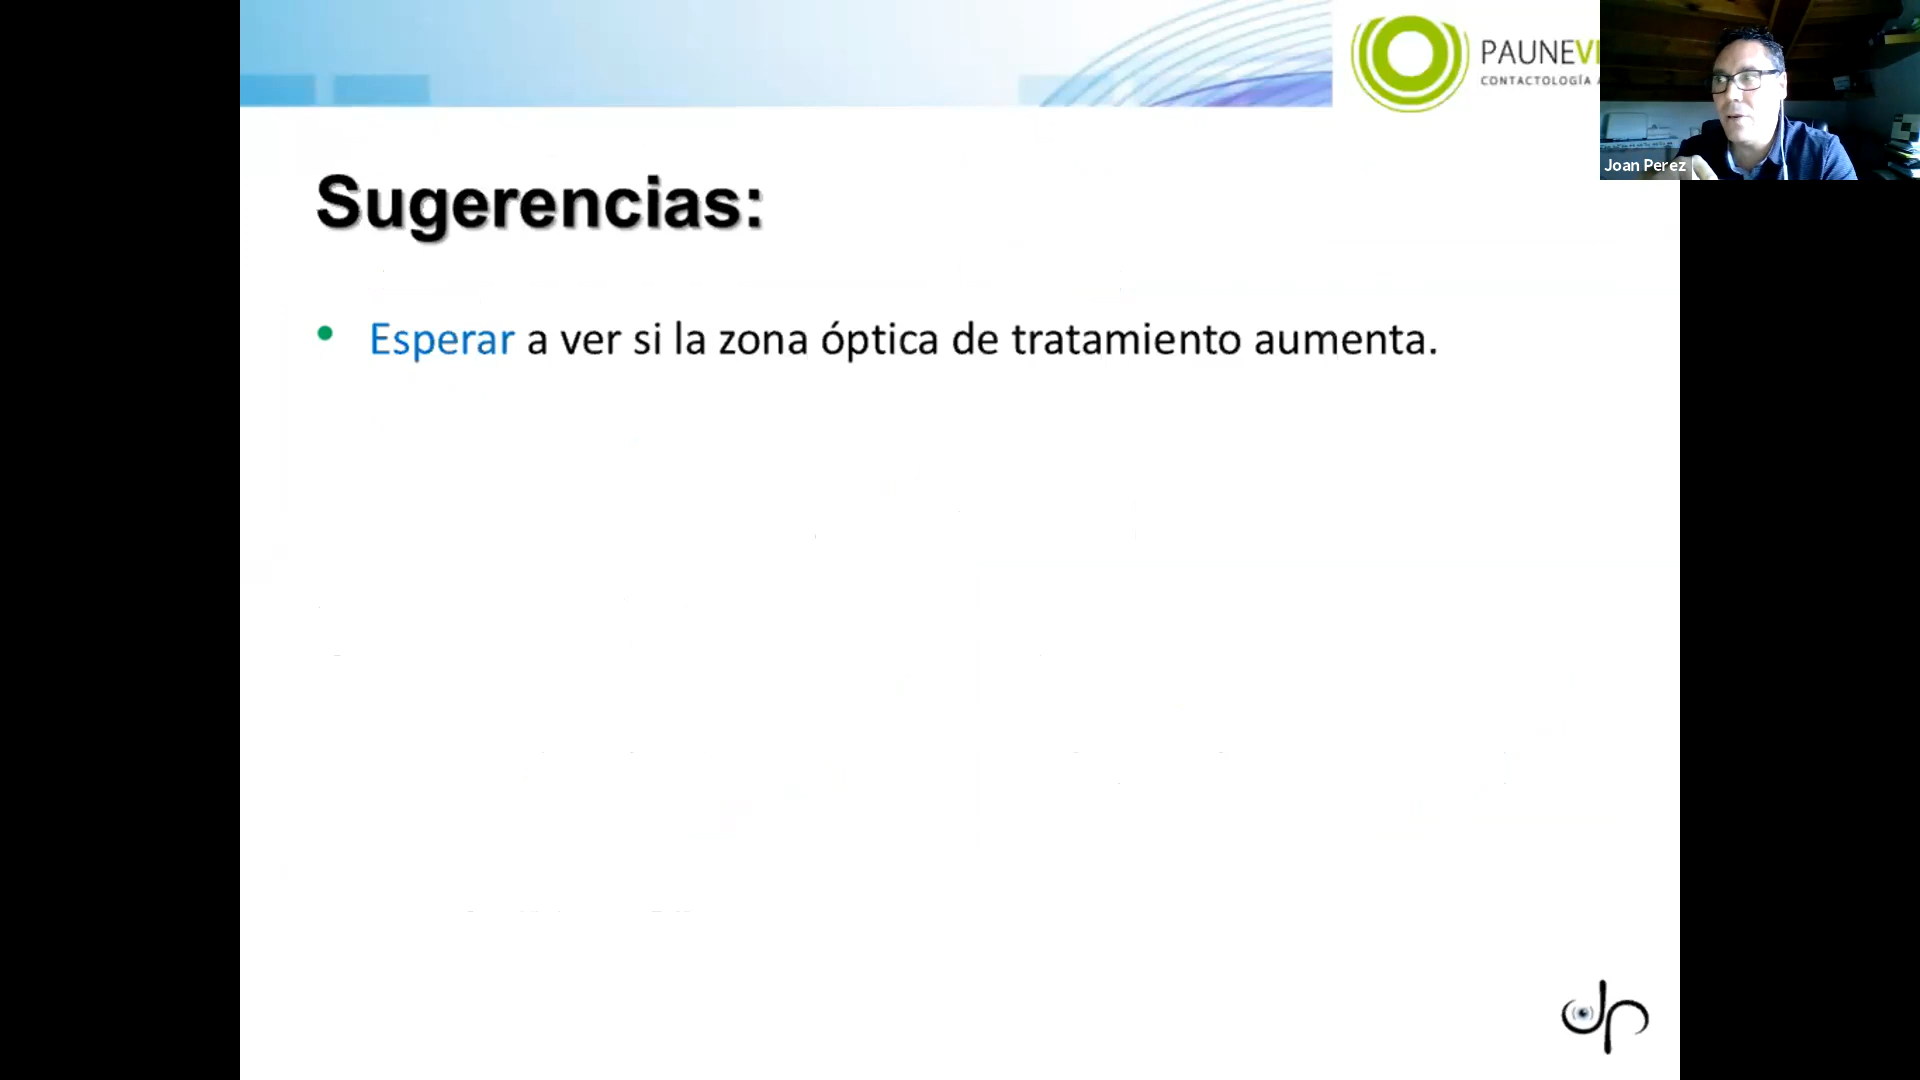 PAUNEVI
CONTACTOLOGÍA
Joan Perez
Sugerencias:
• Esperar a ver si la zona óptica de tratamiento aumenta.